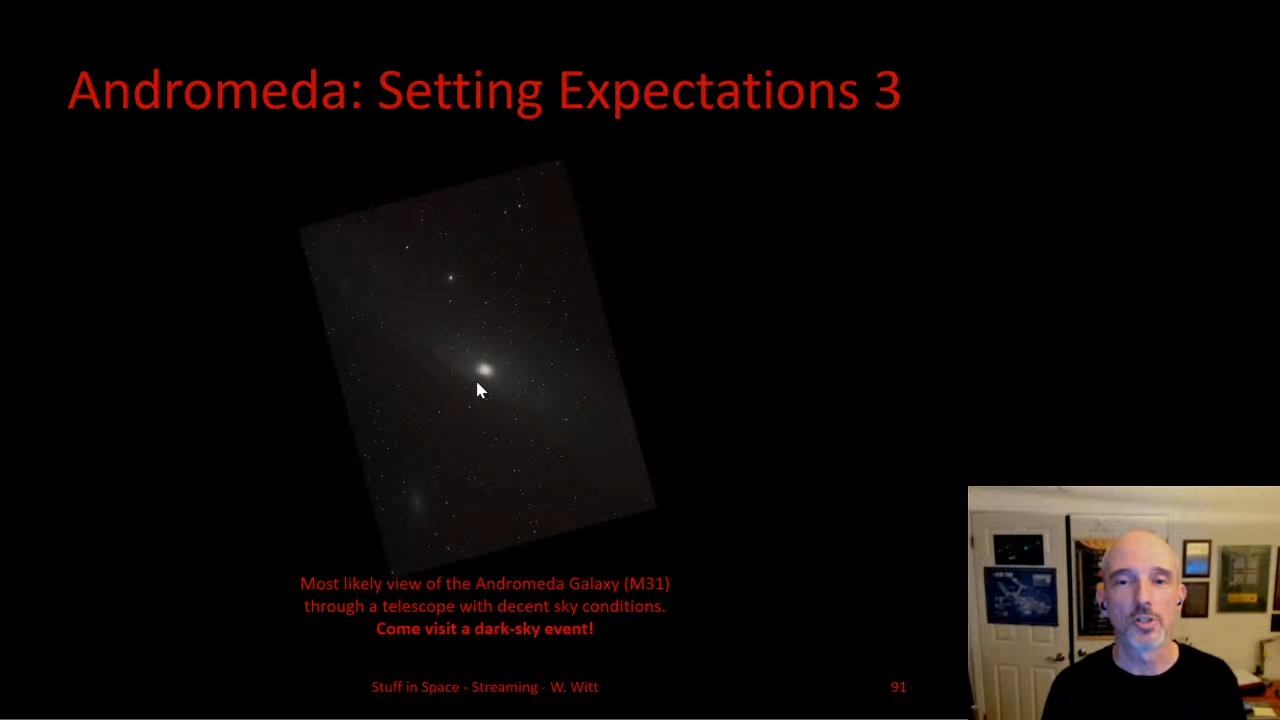 Andromeda: Setting Expectations 3
Most likely view of the Andromeda Galaxy (M31)
through a telescope with decent sky conditions.
Come visit a dark-sky event!
Stuff in Space - Streaming - W. Witt
91